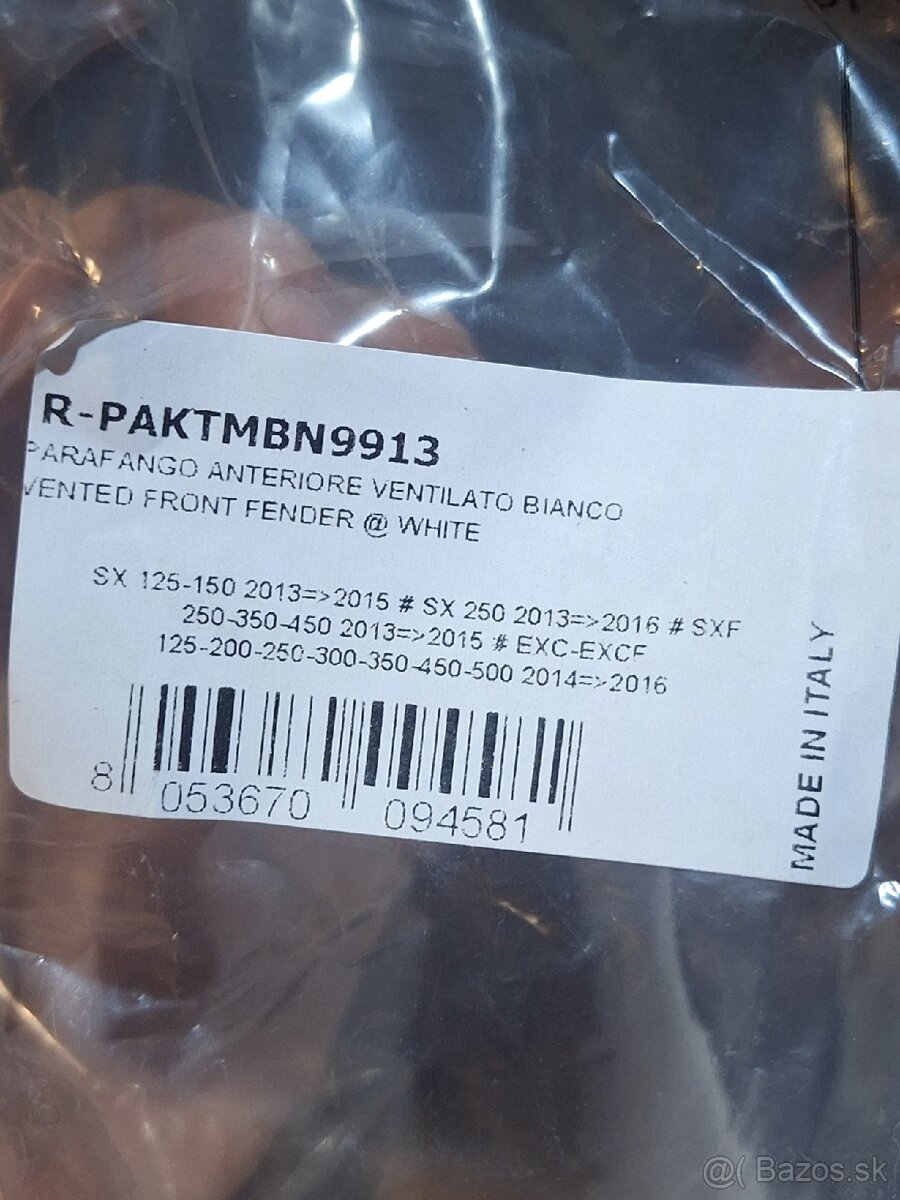 R-PAKTMBN9913
PARAFANGO ANTERIORE VENTILATO BIANCO
VENTED FRONT FENDER @ WHITE
SX 125-150 2013=>2015 # SX 250 2013=>2016 # SXF
250-350-450 2013=>2015 # EXC-EXCF
125-200-250-300-350-450-500 2014=>2016
8 053670 094581
MADE IN ITALY
@( Bazos.sk